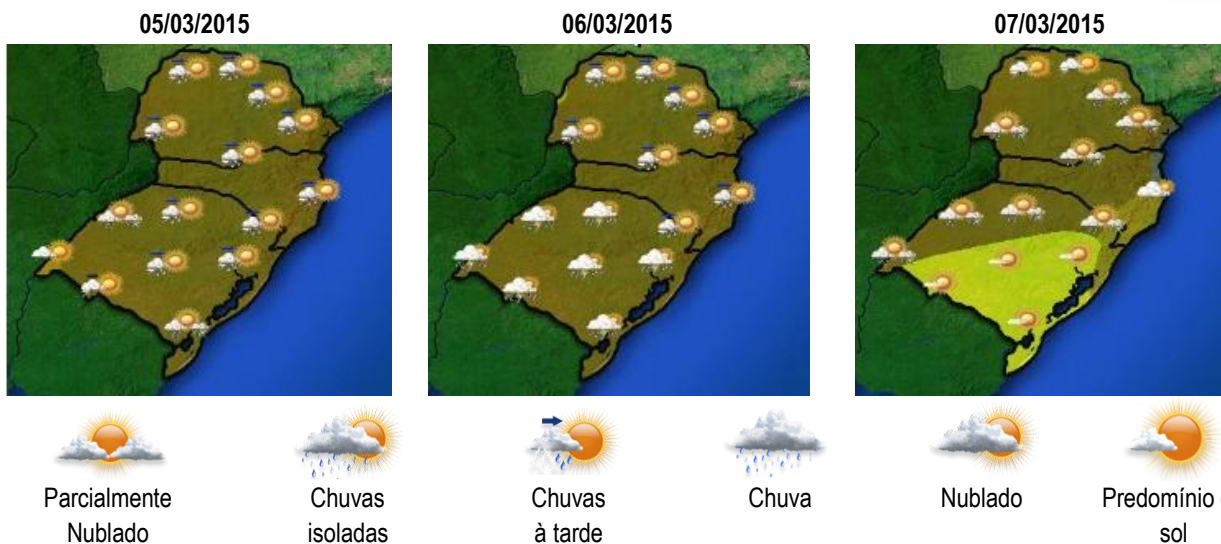 05/03/2015
06/03/2015
07/03/2015
Parcialmente
Nublado
Chuvas
isoladas
Chuvas
à tarde
Chuva
Nublado
Predomínio
sol